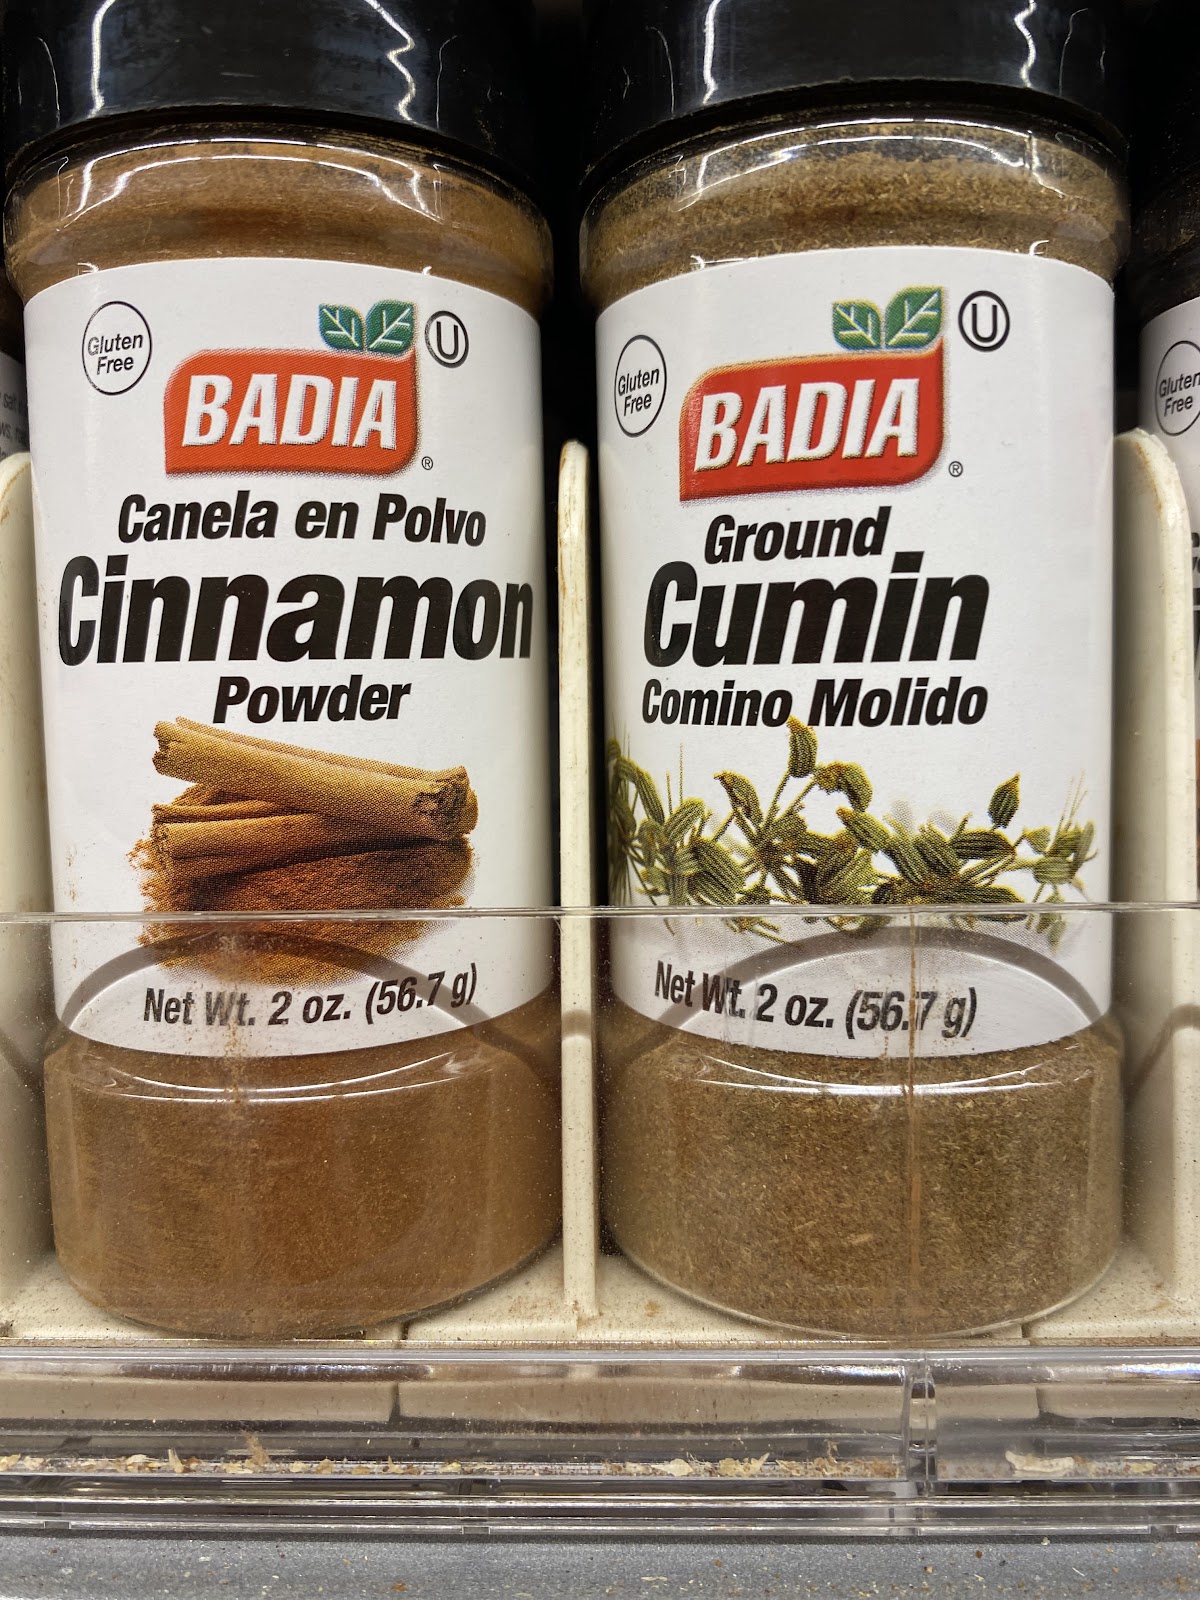 Gluten
Free
U
BADIA
®
Canela en Polvo
Cinnamon
Powder
Net Wt. 2 oz. (56.7 g)
Gluten
Free
U
BADIA
®
Ground
Cumin
Comino Molido
Net Wt. 2 oz. (56.7 g)
Gluten
Free